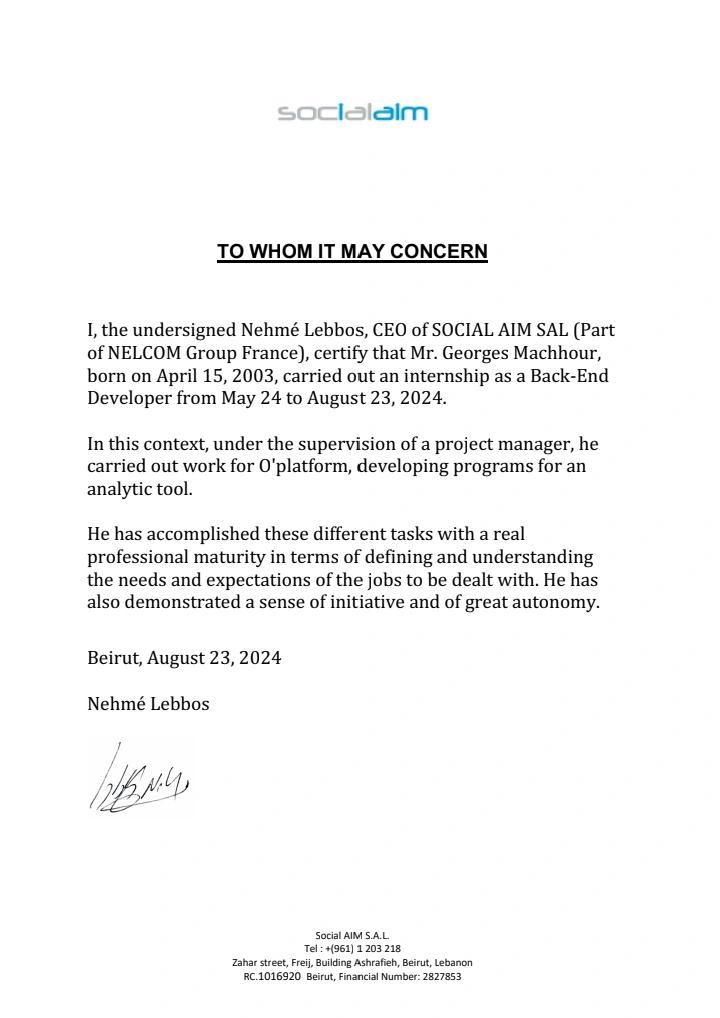 socialaim
TO WHOM IT MAY CONCERN
I, the undersigned Nehmé Lebbos, CEO of SOCIAL AIM SAL (Part
of NELCOM Group France), certify that Mr. Georges Machhour,
born on April 15, 2003, carried out an internship as a Back-End
Developer from May 24 to August 23, 2024.
In this context, under the supervision of a project manager, he
carried out work for O'platform, developing programs for an
analytic tool.
He has accomplished these different tasks with a real
professional maturity in terms of defining and understanding
the needs and expectations of the jobs to be dealt with. He has
also demonstrated a sense of initiative and of great autonomy.
Beirut, August 23, 2024
Nehmé Lebbos
Social AIM S.A.L.
Tel : +(961) 1 203 218
Zahar street, Freij, Building Ashrafieh, Beirut, Lebanon
RC.1016920 Beirut, Financial Number: 2827853